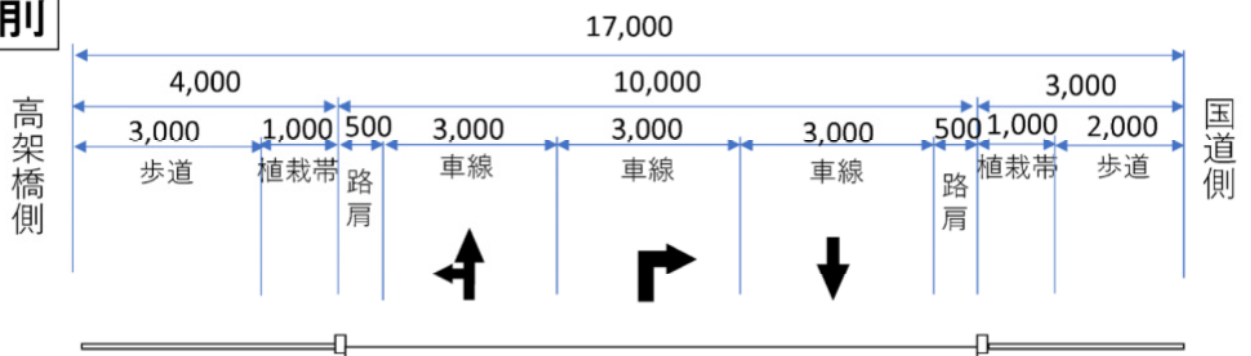 別
17,000
4,000 10,000 3,000
3,000 1,000 500 3,000 3,000 3,000 500 1,000 2,000
歩道 植栽帯 路肩 車線 車線 車線 路肩 植栽帯 歩道
高架橋側
国道側